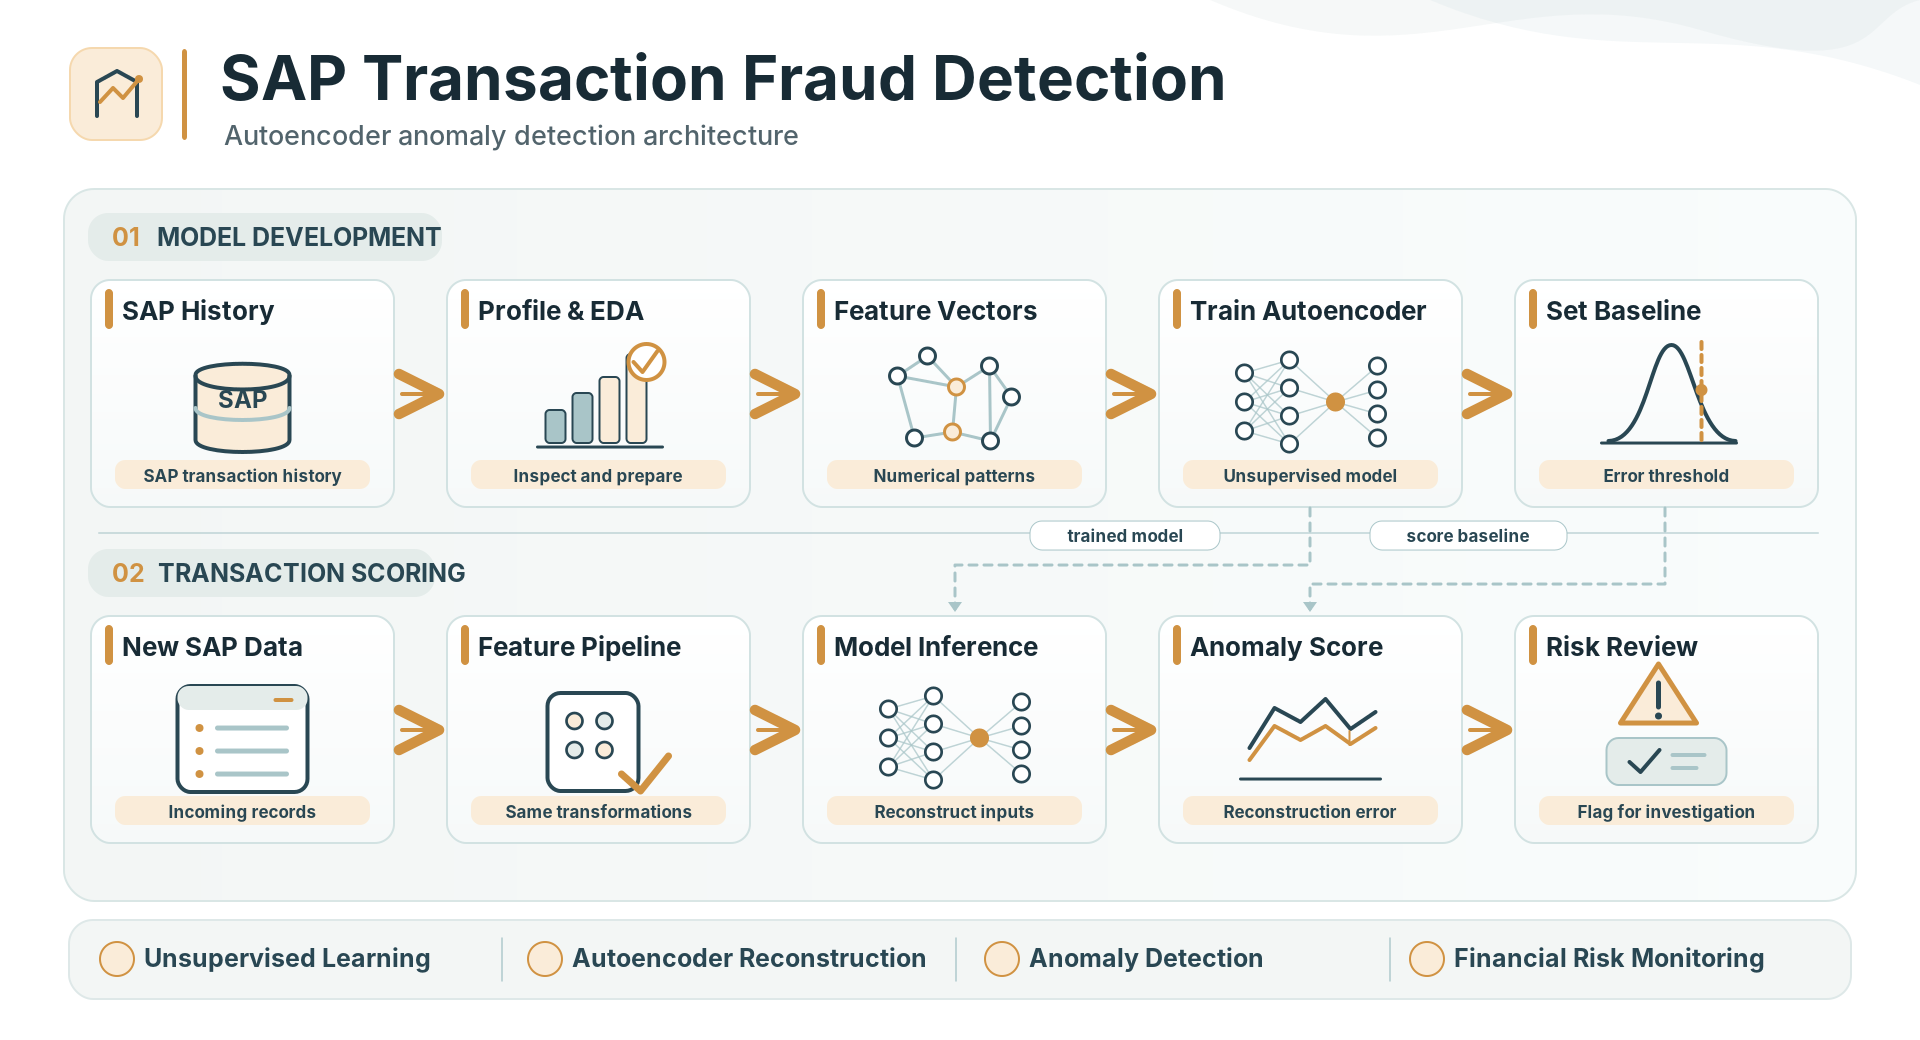 SAP Transaction Fraud Detection
Autoencoder anomaly detection architecture
01 MODEL DEVELOPMENT
SAP History
SAP
SAP transaction history
Profile & EDA
Inspect and prepare
Feature Vectors
Numerical patterns
Train Autoencoder
Unsupervised model
Set Baseline
Error threshold
trained model
score baseline
02 TRANSACTION SCORING
New SAP Data
Incoming records
Feature Pipeline
Same transformations
Model Inference
Reconstruct inputs
Anomaly Score
Reconstruction error
Risk Review
Flag for investigation
Unsupervised Learning
Autoencoder Reconstruction
Anomaly Detection
Financial Risk Monitoring